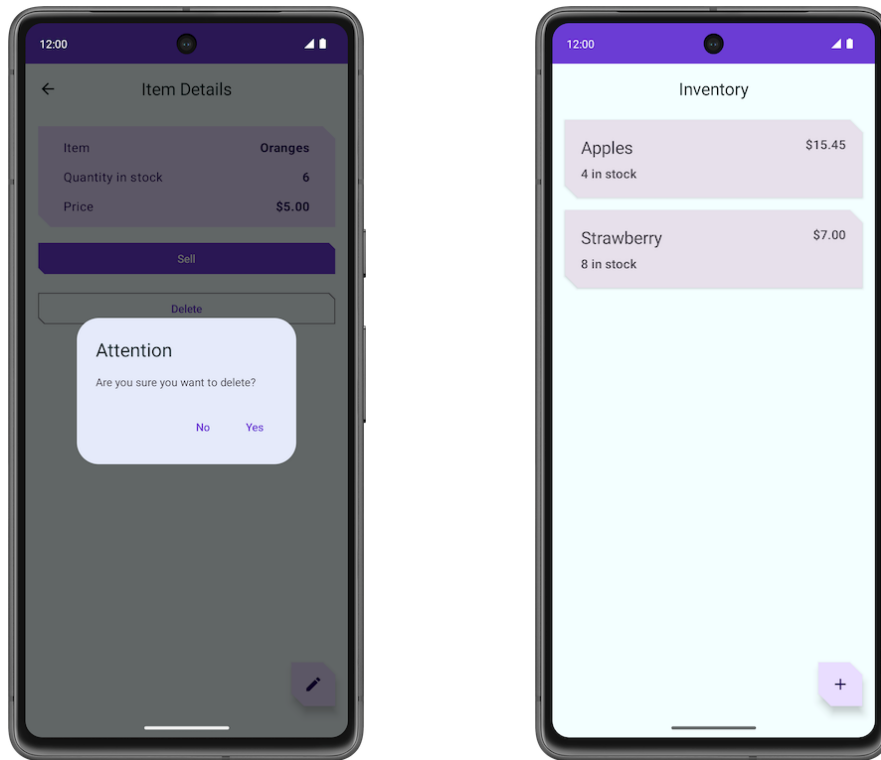 12:00
Item Details
Item Oranges
Quantity in stock 6
Price $5.00
Sell
Delete
Attention
Are you sure you want to delete?
No Yes
12:00
Inventory
Apples $15.45
4 in stock
Strawberry $7.00
8 in stock